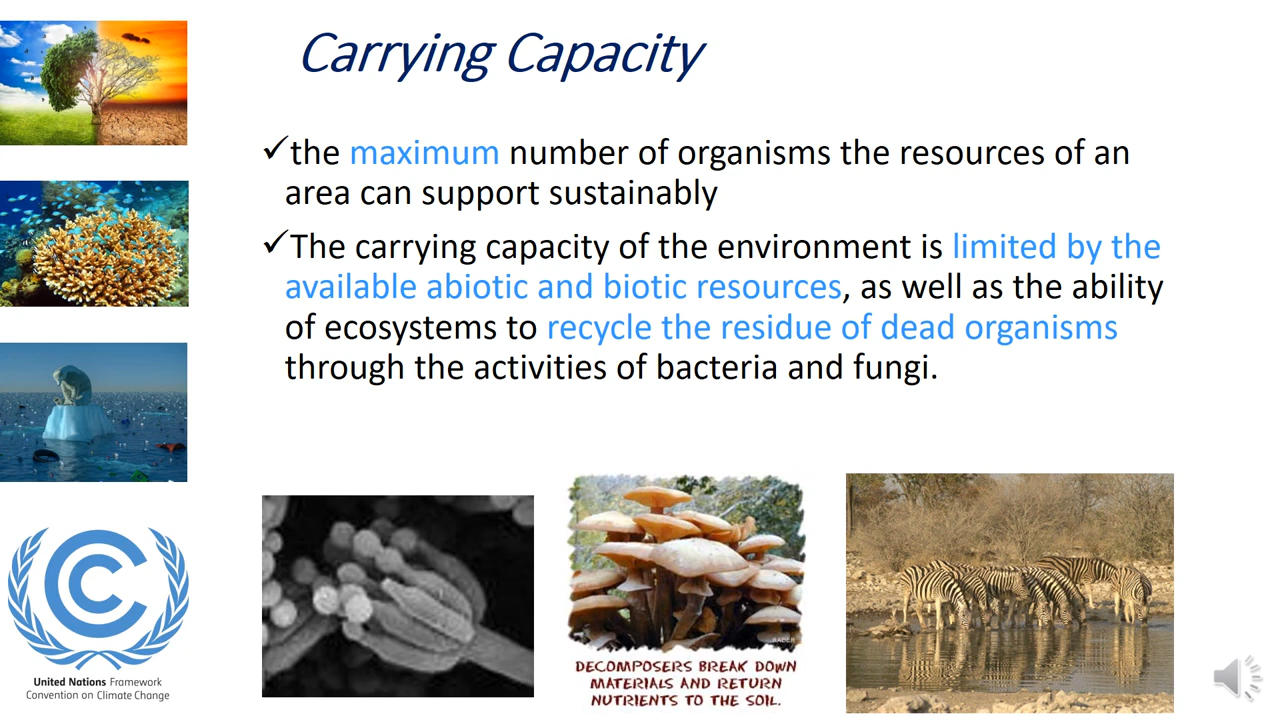 Carrying Capacity
✓the maximum number of organisms the resources of an
area can support sustainably
✓The carrying capacity of the environment is limited by the
available abiotic and biotic resources, as well as the ability
of ecosystems to recycle the residue of dead organisms
through the activities of bacteria and fungi.
RADER
DECOMPOSERS BREAK DOWN
MATERIALS AND RETURN
NUTRIENTS TO THE SOIL.
United Nations Framework
Convention on Climate Change